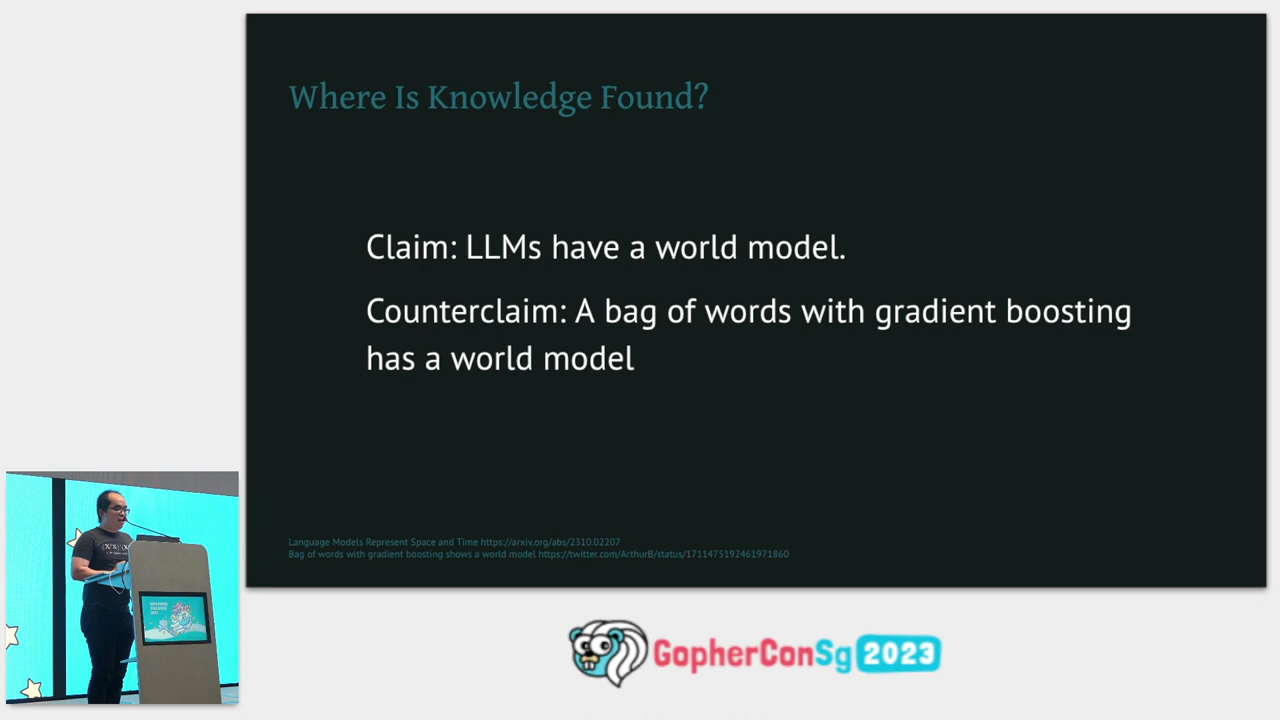 Where Is Knowledge Found?
Claim: LLMs have a world model.
Counterclaim: A bag of words with gradient boosting
has a world model
Language Models Represent Space and Time https://arxiv.org/abs/2310.02207
Bag of words with gradient boosting shows a world model https://twitter.com/ArthurB/status/1711475192461971860
GopherConSg 2023